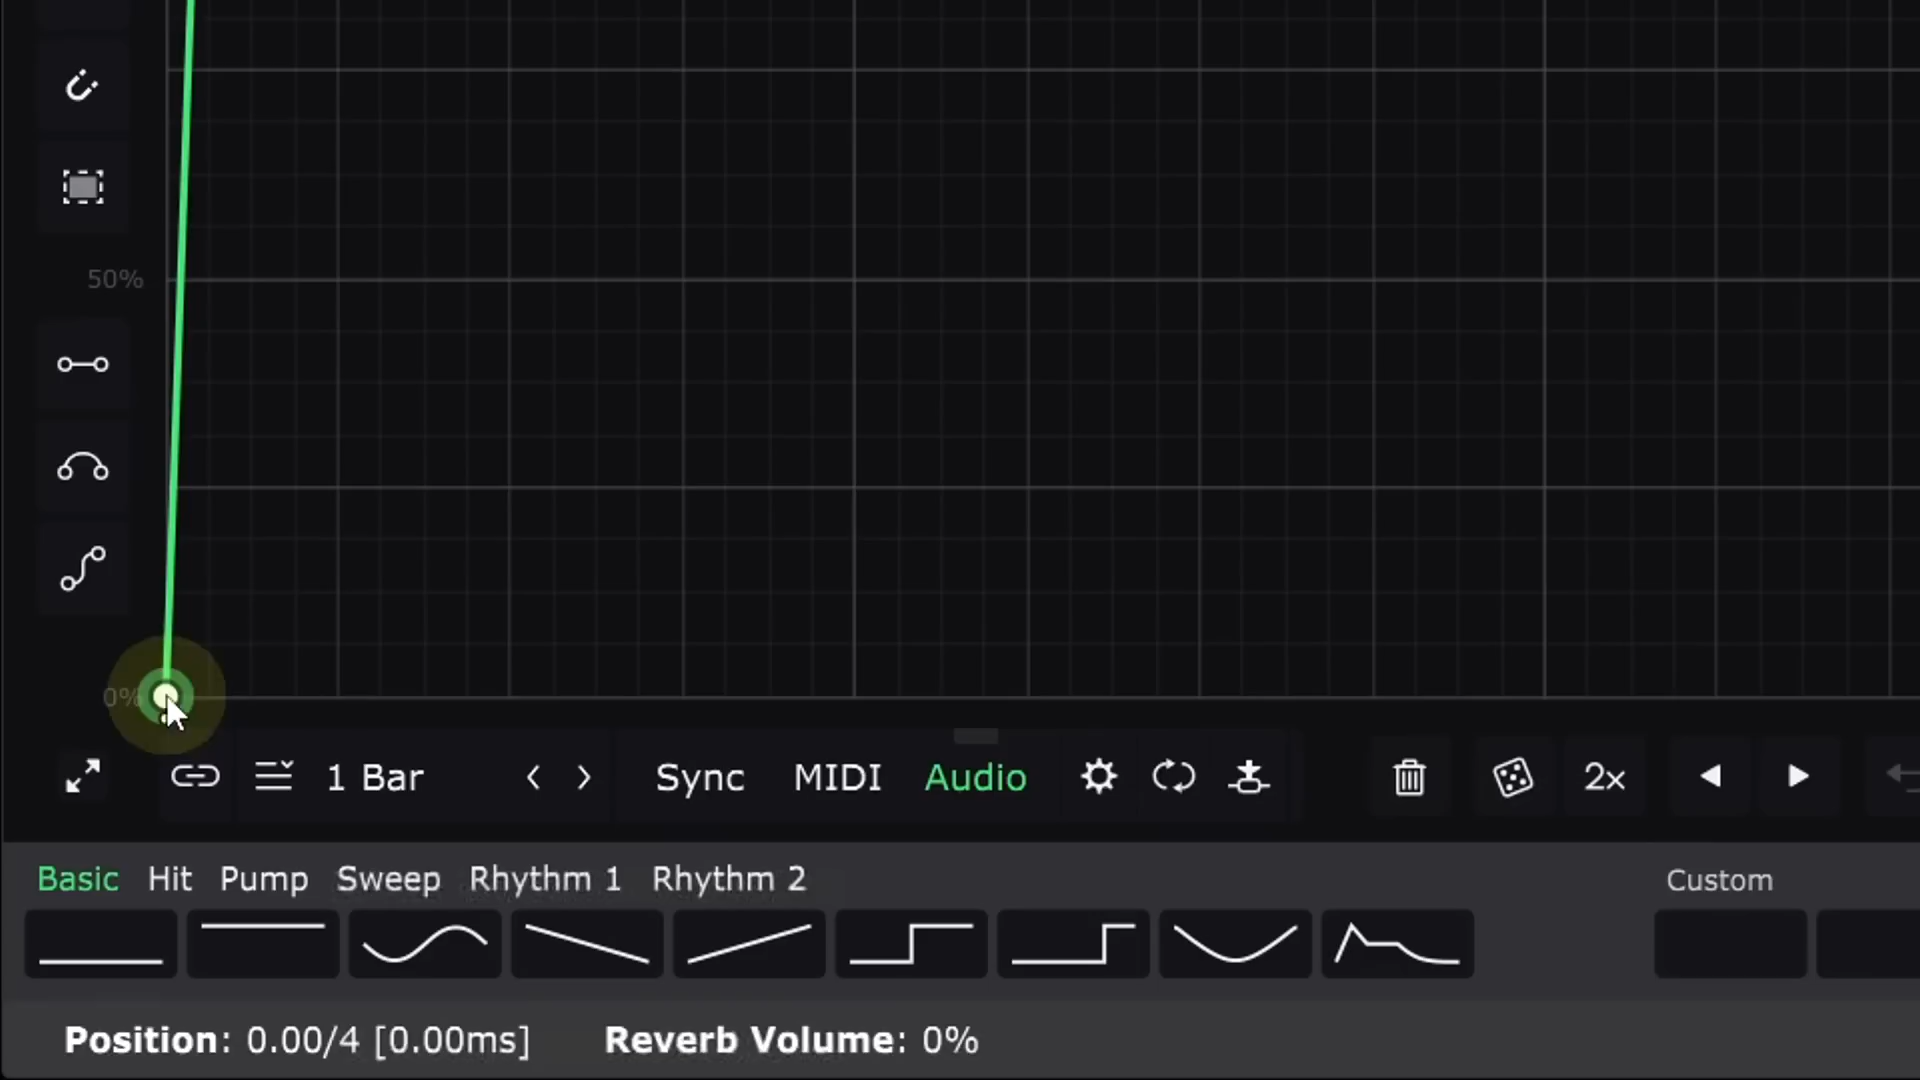 50%
0%
1 Bar < > Sync MIDI Audio 2x
Basic Hit Pump Sweep Rhythm 1 Rhythm 2 Custom
Position: 0.00/4 [0.00ms] Reverb Volume: 0%